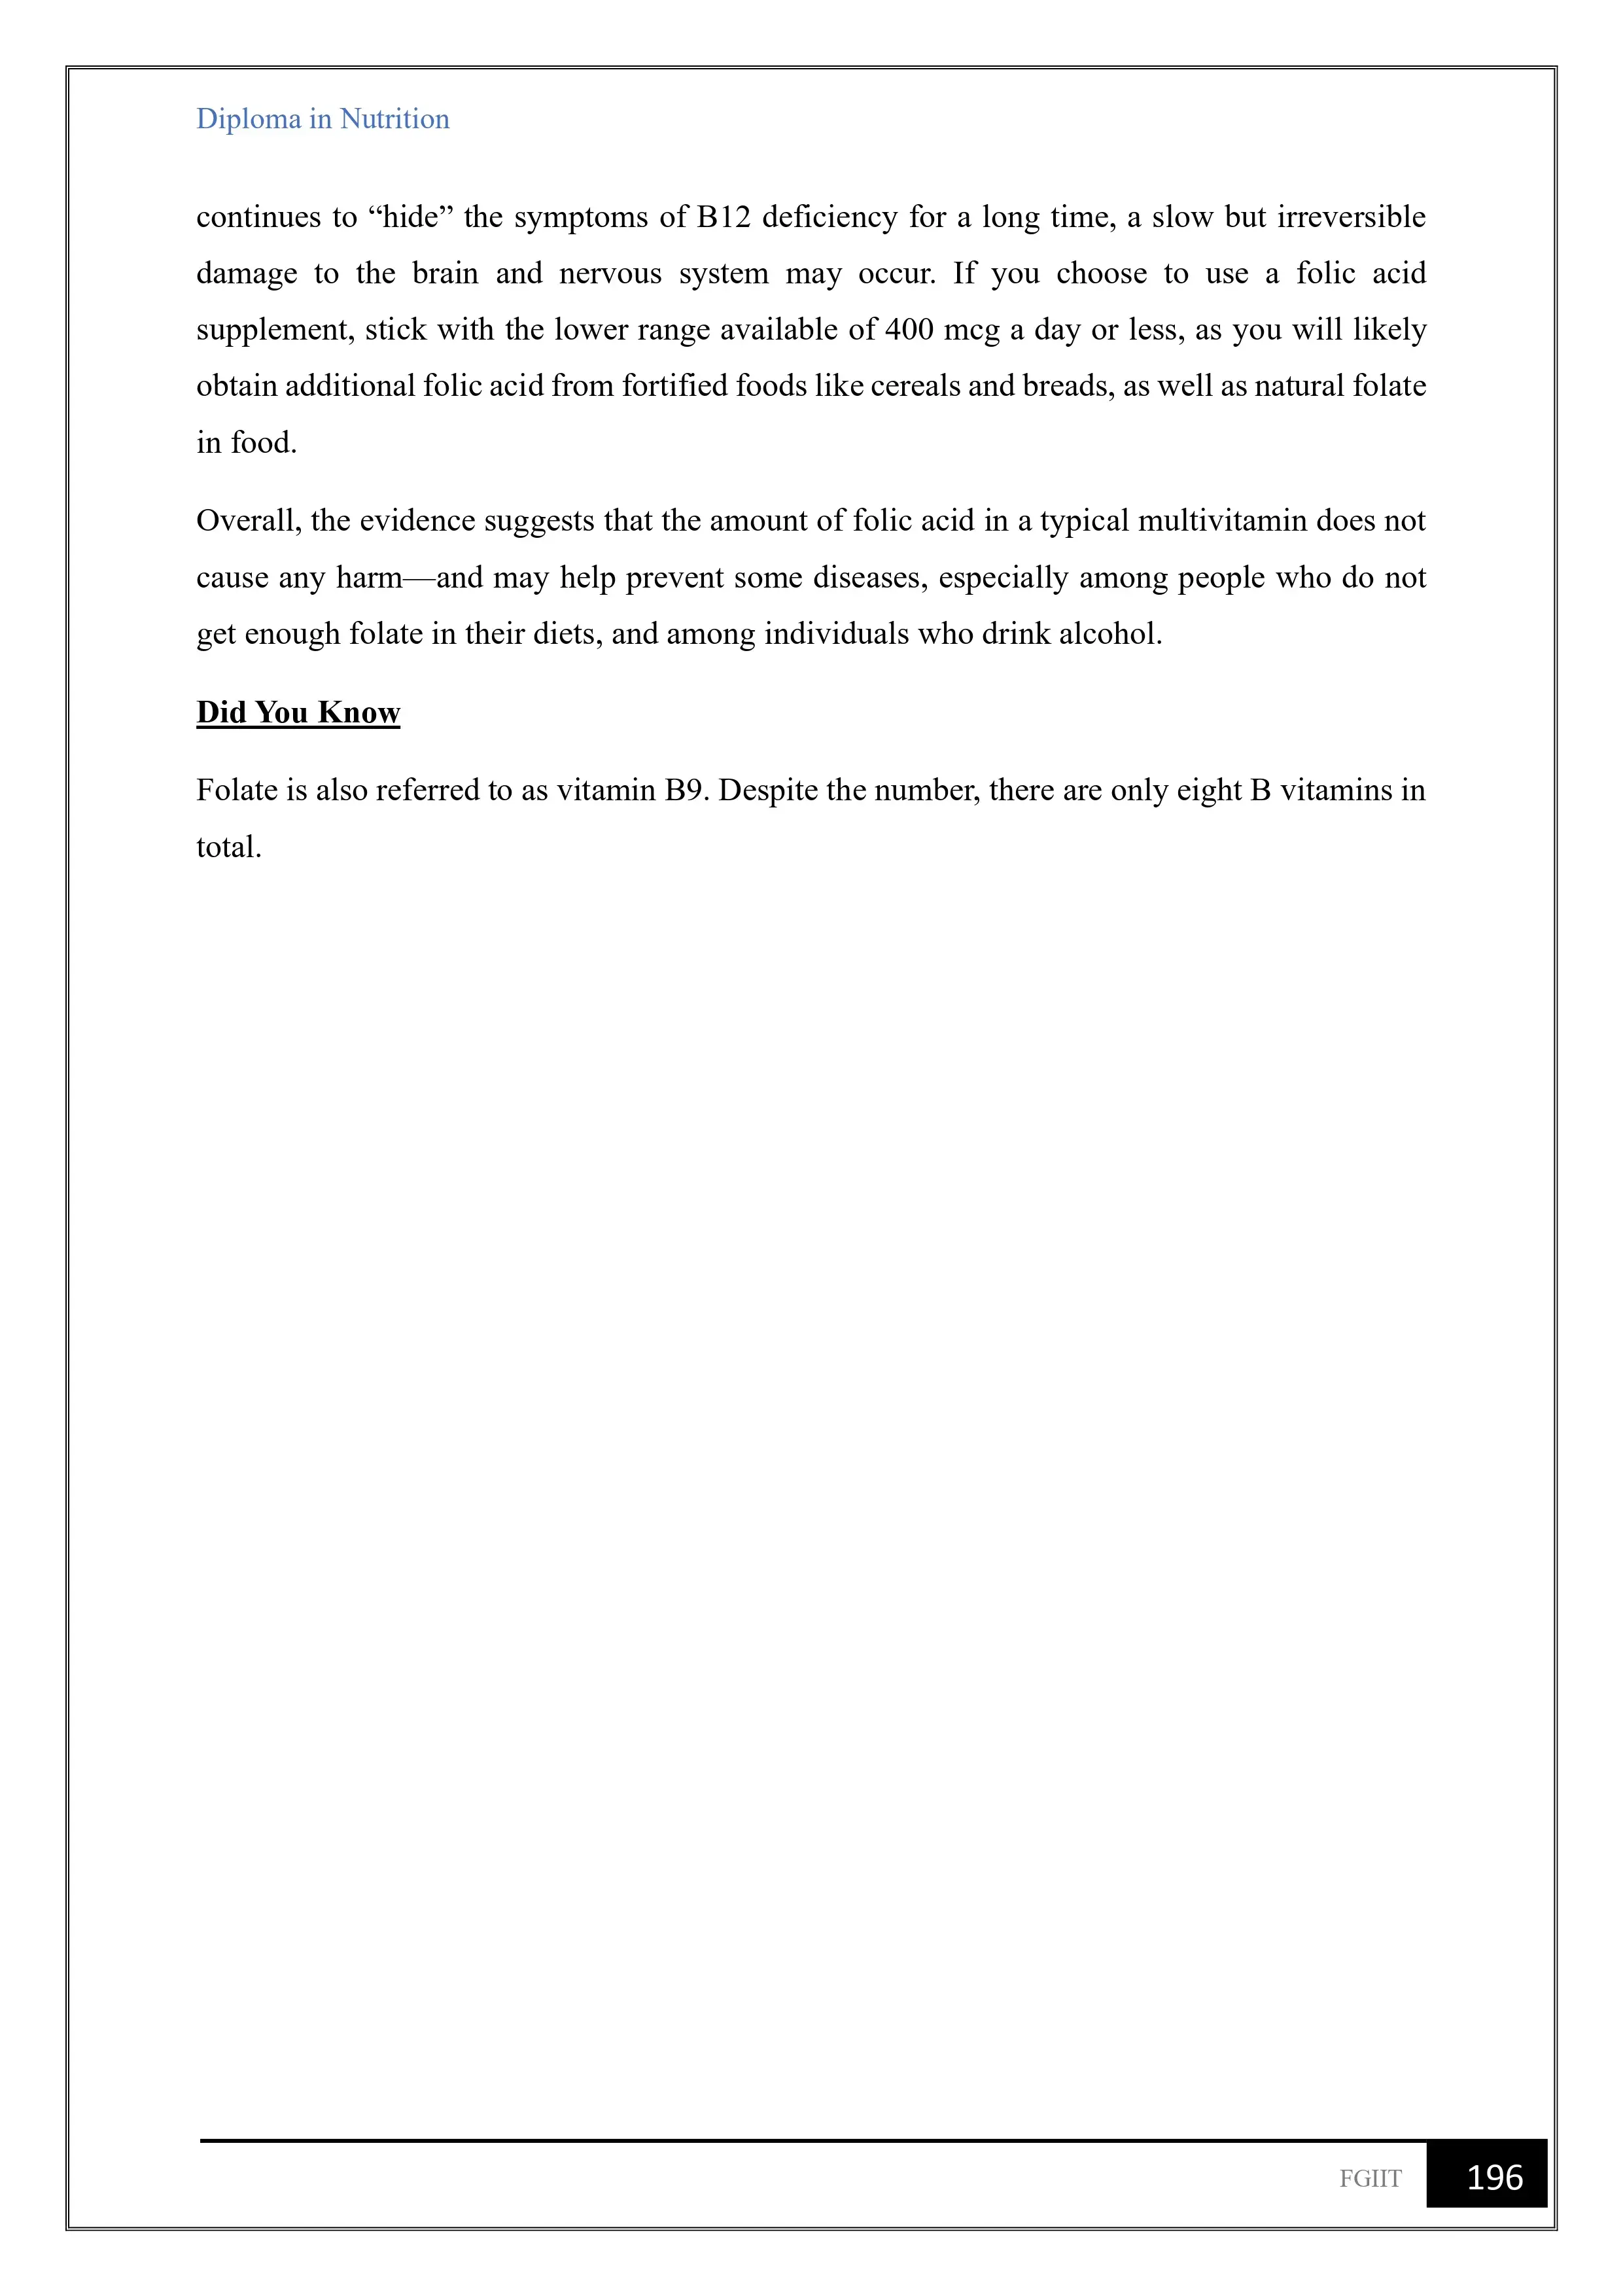 Diploma in Nutrition
continues to “hide” the symptoms of B12 deficiency for a long time, a slow but irreversible
damage to the brain and nervous system may occur. If you choose to use a folic acid
supplement, stick with the lower range available of 400 mcg a day or less, as you will likely
obtain additional folic acid from fortified foods like cereals and breads, as well as natural folate
in food.
Overall, the evidence suggests that the amount of folic acid in a typical multivitamin does not
cause any harm—and may help prevent some diseases, especially among people who do not
get enough folate in their diets, and among individuals who drink alcohol.
Did You Know
Folate is also referred to as vitamin B9. Despite the number, there are only eight B vitamins in
total.
FGIIT 196